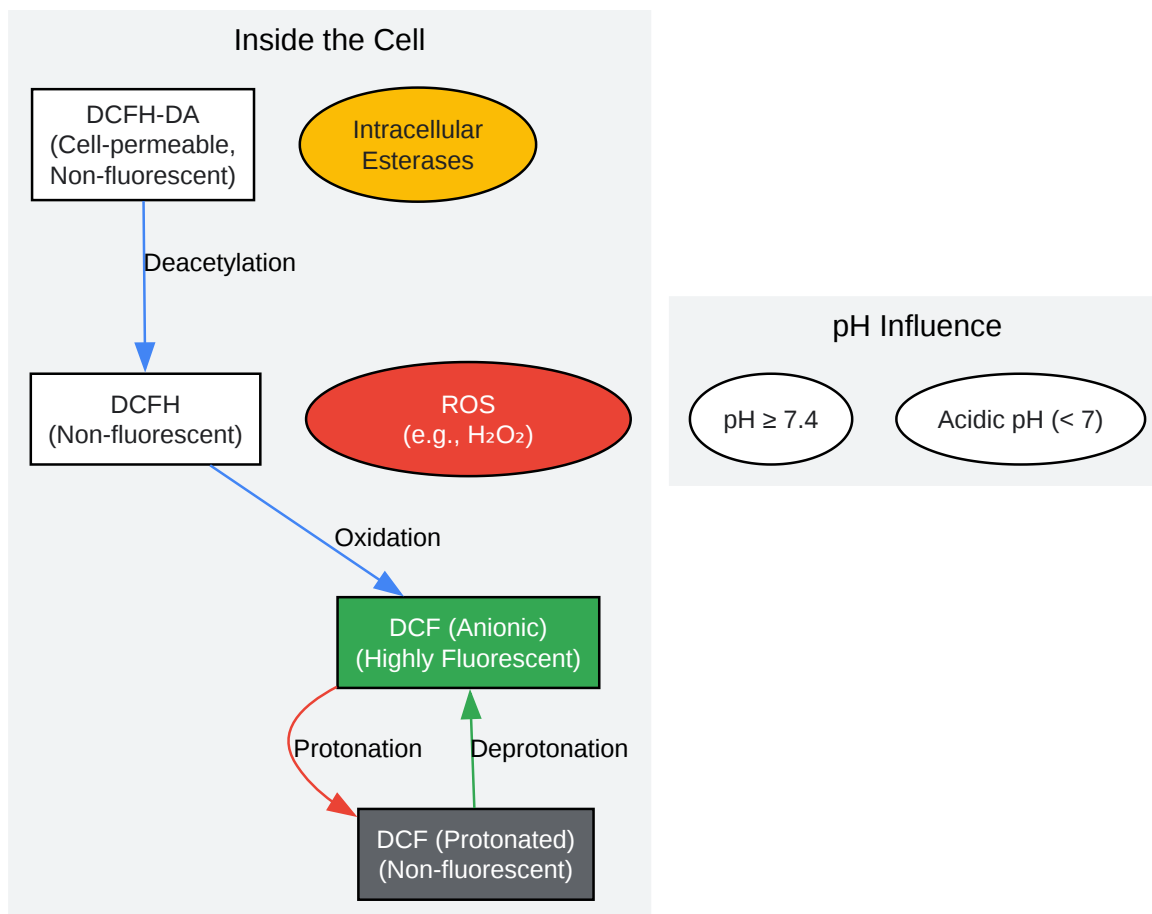 Inside the Cell
DCFH-DA
(Cell-permeable,
Non-fluorescent)
Intracellular
Esterases
Deacetylation
DCFH
(Non-fluorescent)
ROS
(e.g., H₂O₂)
Oxidation
DCF (Anionic)
(Highly Fluorescent)
Protonation
Deprotonation
DCF (Protonated)
(Non-fluorescent)
pH Influence
pH ≥ 7.4
Acidic pH (< 7)